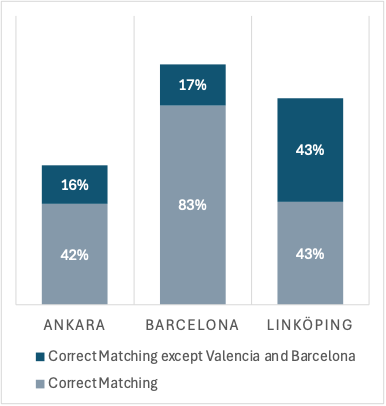 17%
16%
43%
83%
42%
43%
ANKARA BARCELONA LINKÖPING
Correct Matching except Valencia and Barcelona
Correct Matching